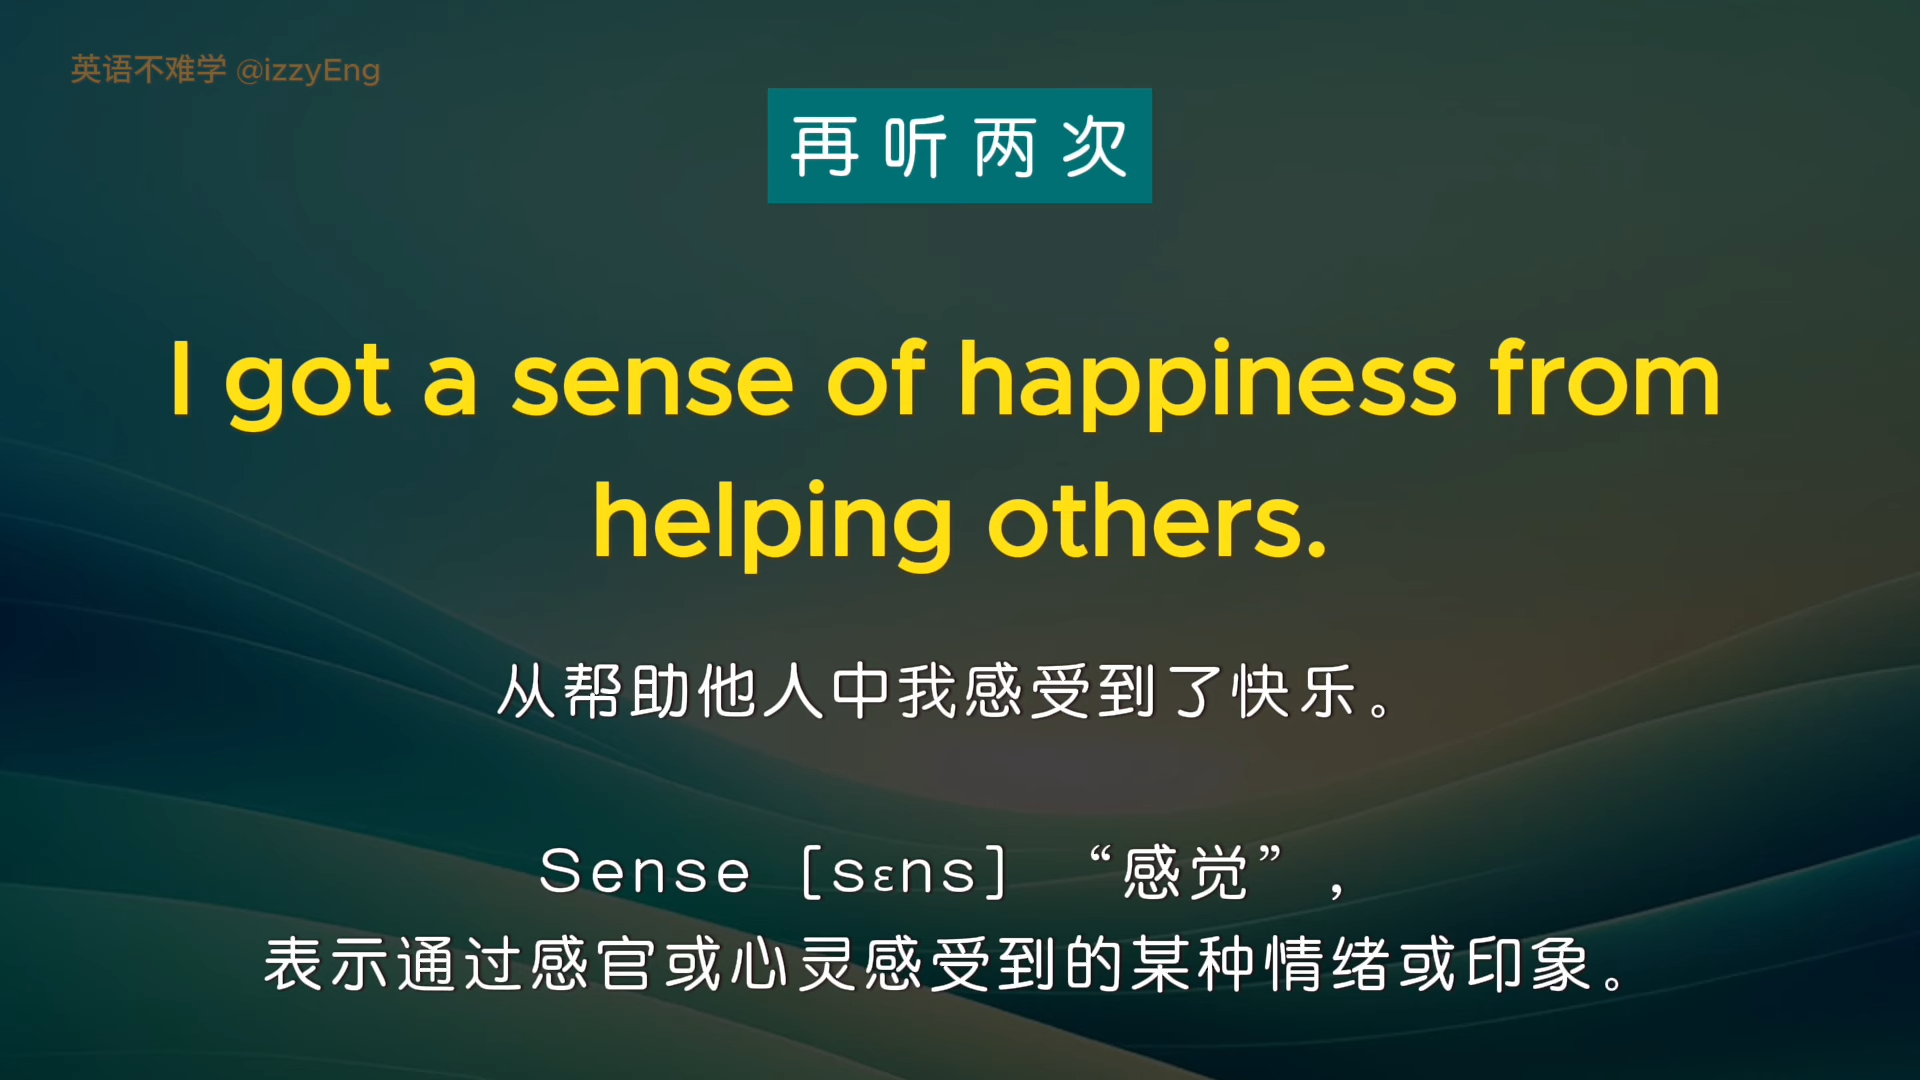 英语不难学 @izzyEng
再听两次
I got a sense of happiness from
helping others.
从帮助他人中我感受到了快乐。
Sense [sɛns] “感觉”，
表示通过感官或心灵感受到的某种情绪或印象。